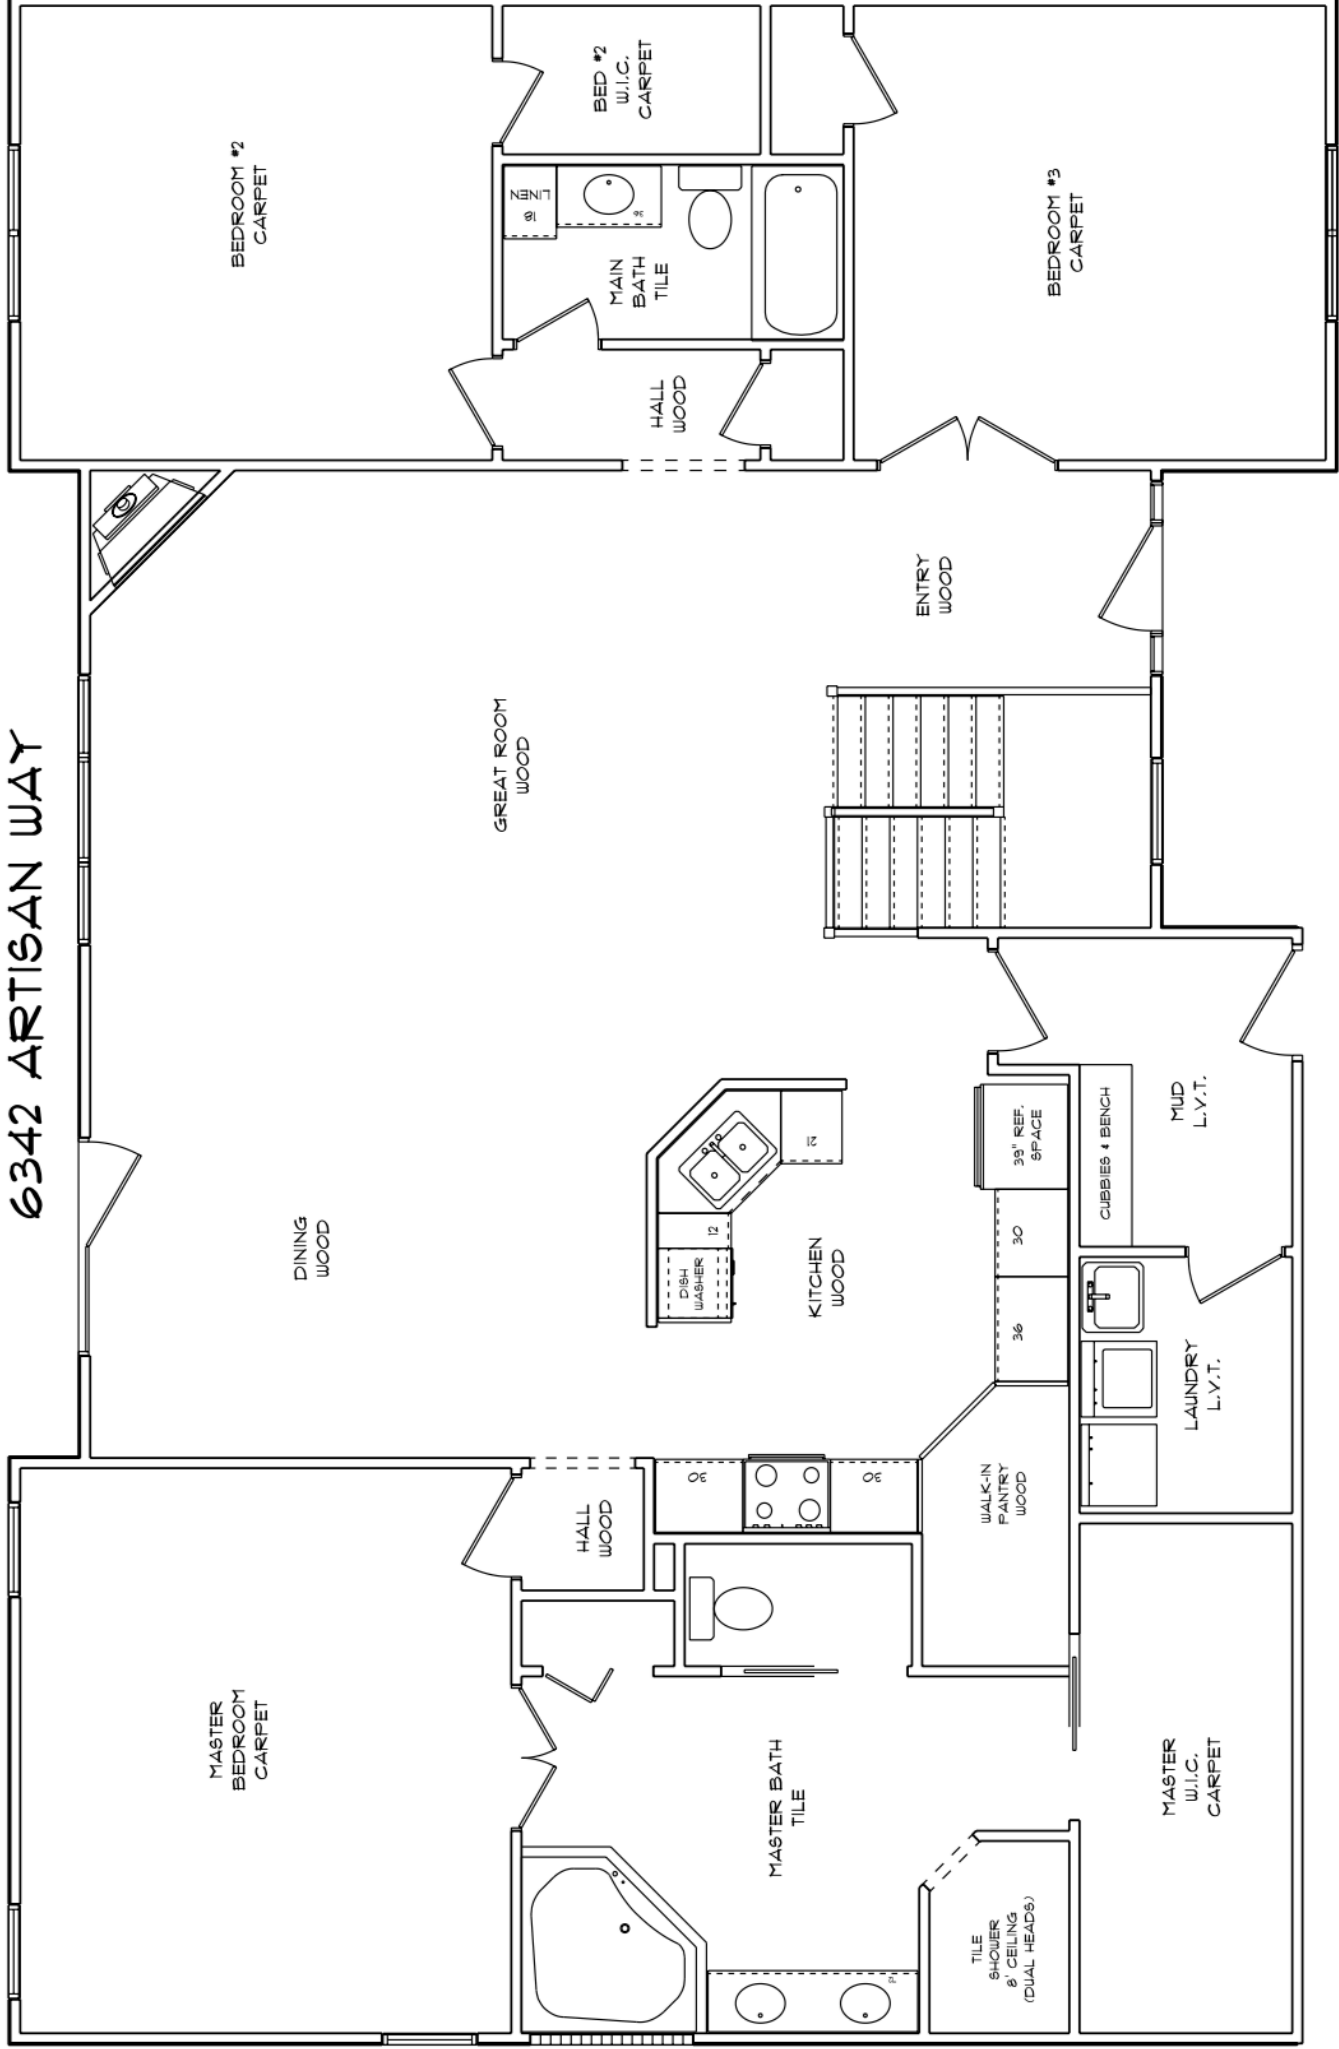 6342 ARTISAN WAY
BEDROOM #2
CARPET
BED #2
W.I.C.
CARPET
LINEN
18
36
MAIN
BATH
TILE
BEDROOM #3
CARPET
HALL
WOOD
ENTRY
WOOD
GREAT ROOM
WOOD
DINING
WOOD
KITCHEN
WOOD
21
12
DISH
WASHER
39" REF.
SPACE
30
36
CUBBIES & BENCH
MUD
L.V.T.
LAUNDRY
L.V.T.
30
30
WALK-IN
PANTRY
WOOD
HALL
WOOD
MASTER
BEDROOM
CARPET
MASTER BATH
TILE
MASTER
W.I.C.
CARPET
TILE
SHOWER
8' CEILING
(DUAL HEADS)